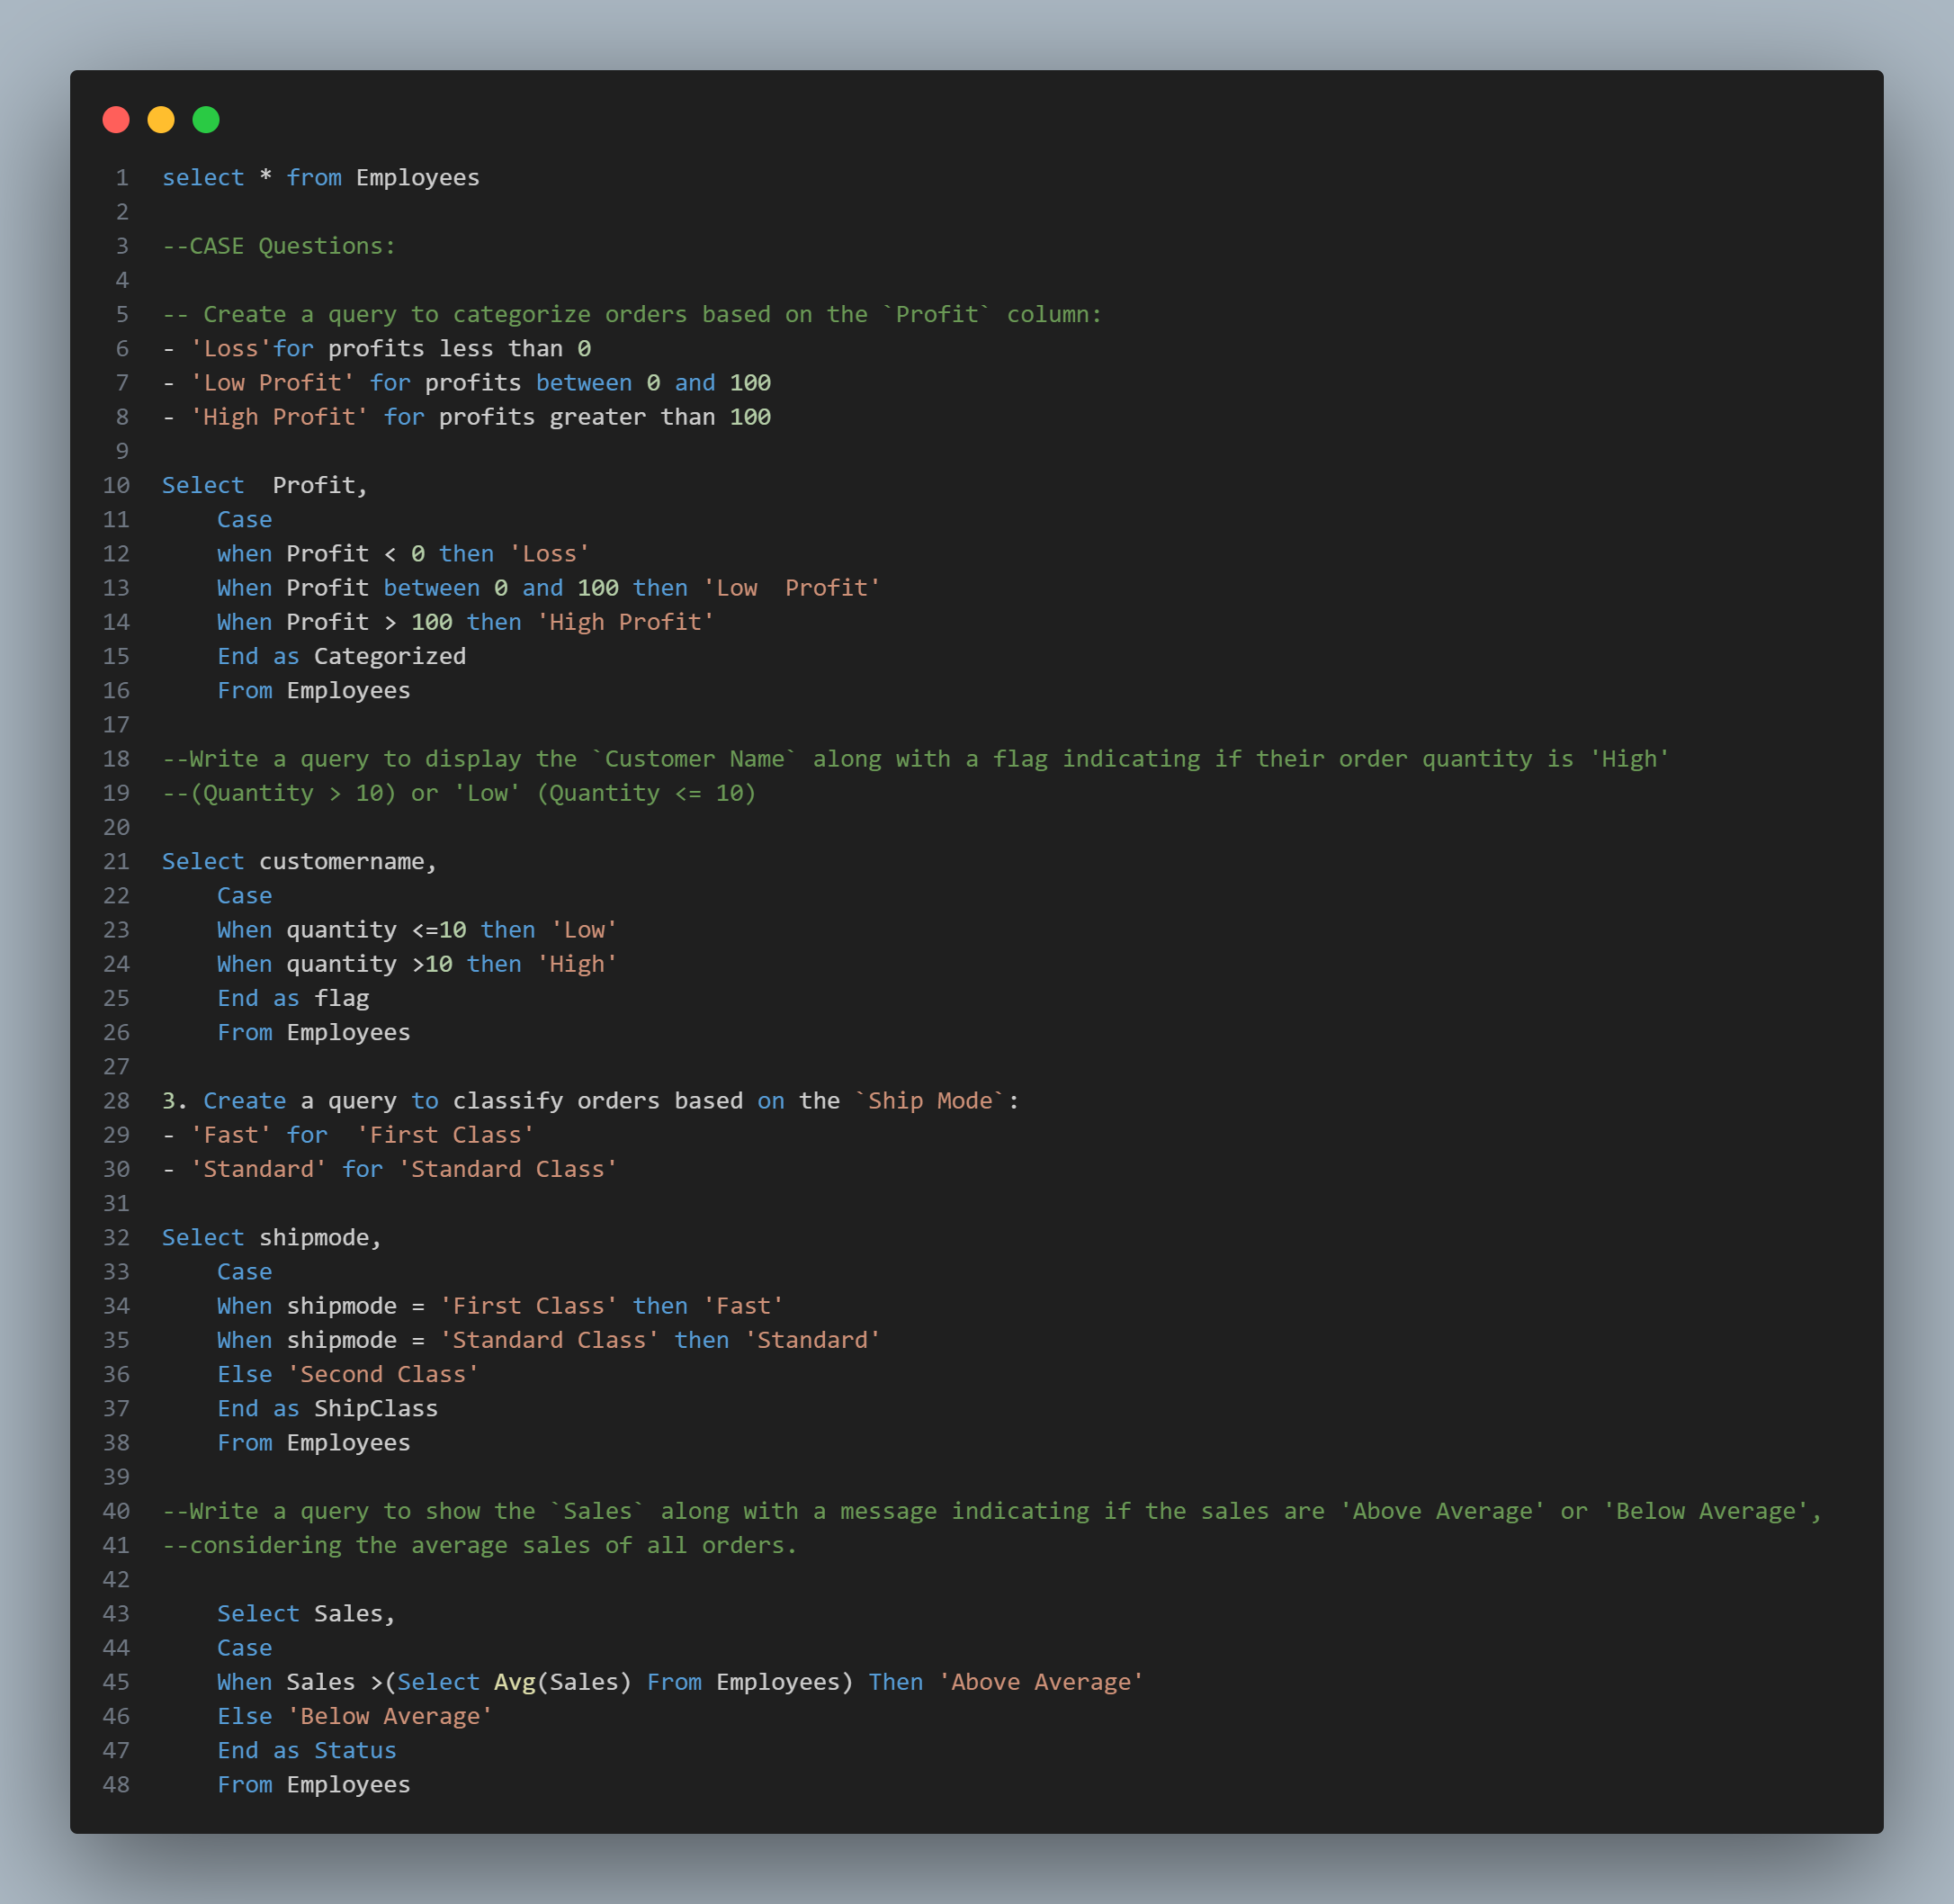 1 select * from Employees
2
3 --CASE Questions:
4
5 -- Create a query to categorize orders based on the `Profit` column:
6 - 'Loss'for profits less than 0
7 - 'Low Profit' for profits between 0 and 100
8 - 'High Profit' for profits greater than 100
9
10 Select  Profit,
11     Case
12     when Profit < 0 then 'Loss'
13     When Profit between 0 and 100 then 'Low  Profit'
14     When Profit > 100 then 'High Profit'
15     End as Categorized
16     From Employees
17
18 --Write a query to display the `Customer Name` along with a flag indicating if their order quantity is 'High'
19 --(Quantity > 10) or 'Low' (Quantity <= 10)
20
21 Select customername,
22     Case
23     When quantity <=10 then 'Low'
24     When quantity >10 then 'High'
25     End as flag
26     From Employees
27
28 3. Create a query to classify orders based on the `Ship Mode`:
29 - 'Fast' for  'First Class'
30 - 'Standard' for 'Standard Class'
31
32 Select shipmode,
33     Case
34     When shipmode = 'First Class' then 'Fast'
35     When shipmode = 'Standard Class' then 'Standard'
36     Else 'Second Class'
37     End as ShipClass
38     From Employees
39
40 --Write a query to show the `Sales` along with a message indicating if the sales are 'Above Average' or 'Below Average',
41 --considering the average sales of all orders.
42
43     Select Sales,
44     Case
45     When Sales >(Select Avg(Sales) From Employees) Then 'Above Average'
46     Else 'Below Average'
47     End as Status
48     From Employees